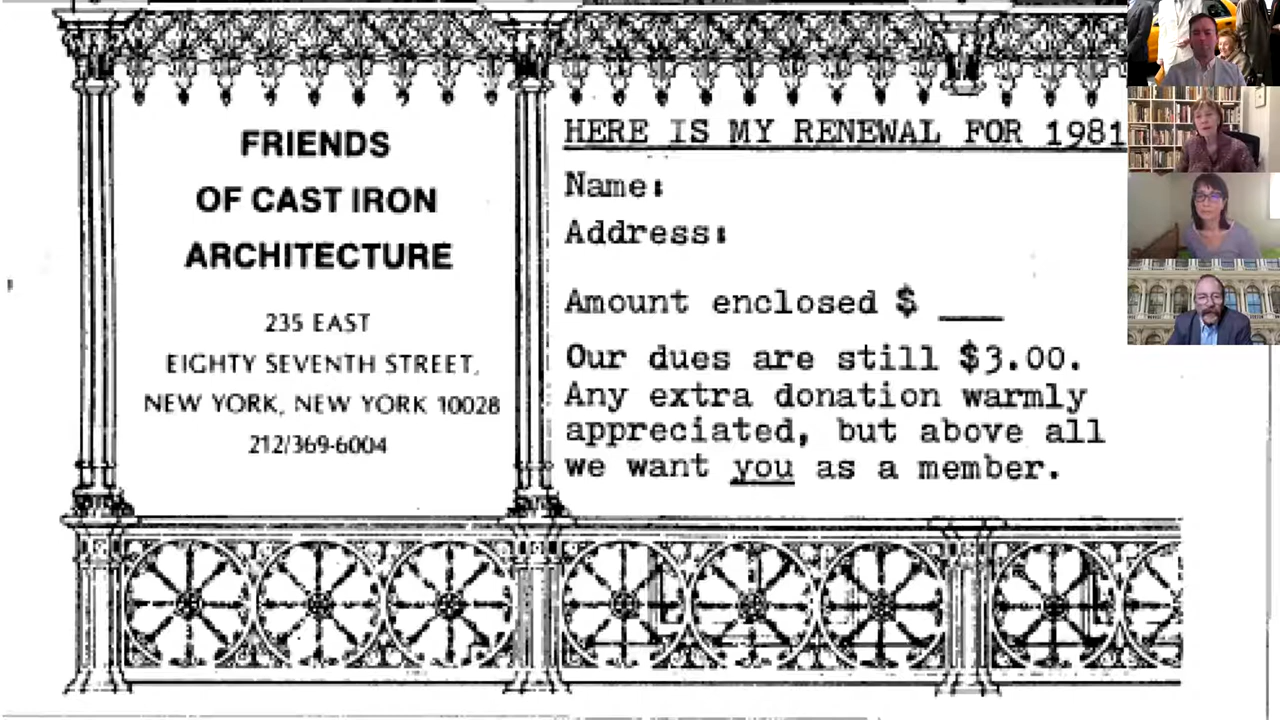 FRIENDS
OF CAST IRON
ARCHITECTURE
235 EAST
EIGHTY SEVENTH STREET,
NEW YORK, NEW YORK 10028
212/369-6004
HERE IS MY RENEWAL FOR 1981
Name:
Address:
Amount enclosed $ ___
Our dues are still $3.00.
Any extra donation warmly
appreciated, but above all
we want you as a member.